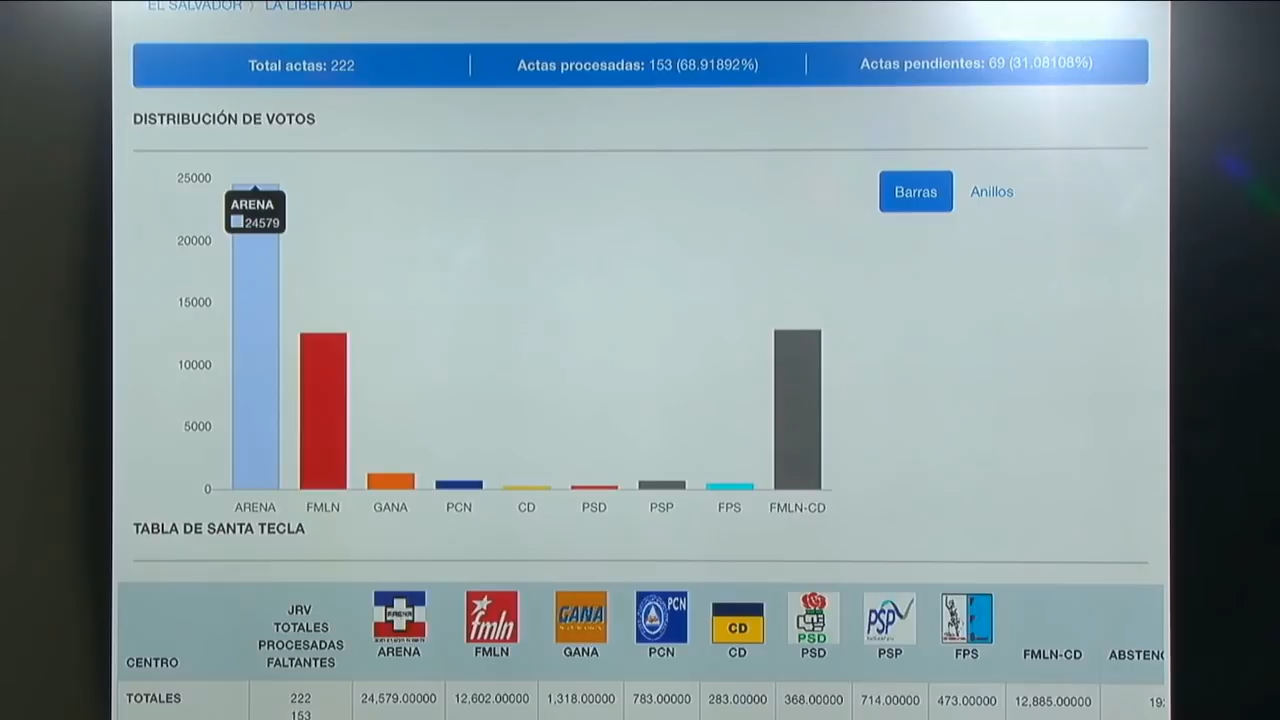 EL SALVADOR / LA LIBERTAD
Total actas: 222 Actas procesadas: 153 (68.91892%) Actas pendientes: 69 (31.08108%)
DISTRIBUCIÓN DE VOTOS
25000
Barras Anillos
ARENA
24579
20000
15000
10000
5000
0
ARENA FMLN GANA PCN CD PSD PSP FPS FMLN-CD
TABLA DE SANTA TECLA
CENTRO
JRV
TOTALES
PROCESADAS
FALTANTES
ARENA
fmln
GANA
PCN
CD
PSD
PSP
ARENA FMLN GANA PCN CD PSD PSP FPS FMLN-CD ABSTENC
TOTALES 222 24,579.00000 12,602.00000 1,318.00000 783.00000 283.00000 368.00000 714.00000 473.00000 12,885.00000 19
153